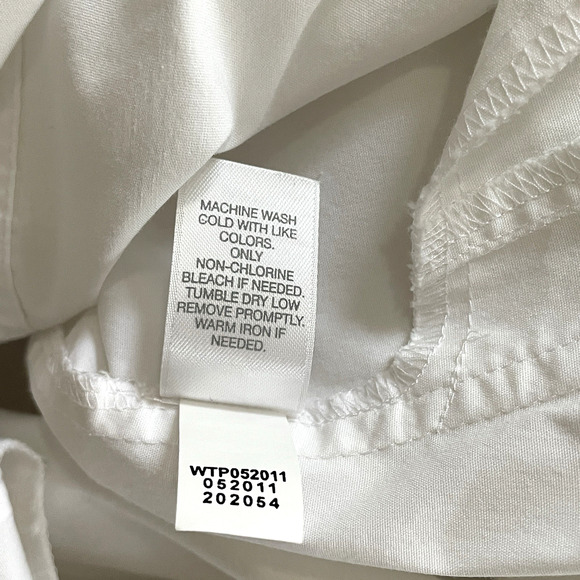 MACHINE WASH
COLD WITH LIKE
COLORS.
ONLY
NON-CHLORINE
BLEACH IF NEEDED.
TUMBLE DRY LOW
REMOVE PROMPTLY.
WARM IRON IF
NEEDED.
WTP052011
052011
202054